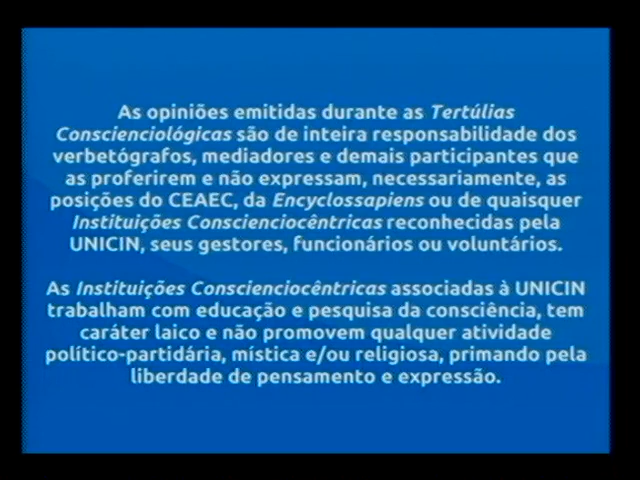 As opiniões emitidas durante as Tertúlias
Conscienciológicas são de inteira responsabilidade dos
verbetógrafos, mediadores e demais participantes que
as proferirem e não expressam, necessariamente, as
posições do CEAEC, da Encyclossapiens ou de quaisquer
Instituições Conscienciocêntricas reconhecidas pela
UNICIN, seus gestores, funcionários ou voluntários.
As Instituições Conscienciocêntricas associadas à UNICIN
trabalham com educação e pesquisa da consciência, tem
caráter laico e não promovem qualquer atividade
político-partidária, mística e/ou religiosa, primando pela
liberdade de pensamento e expressão.